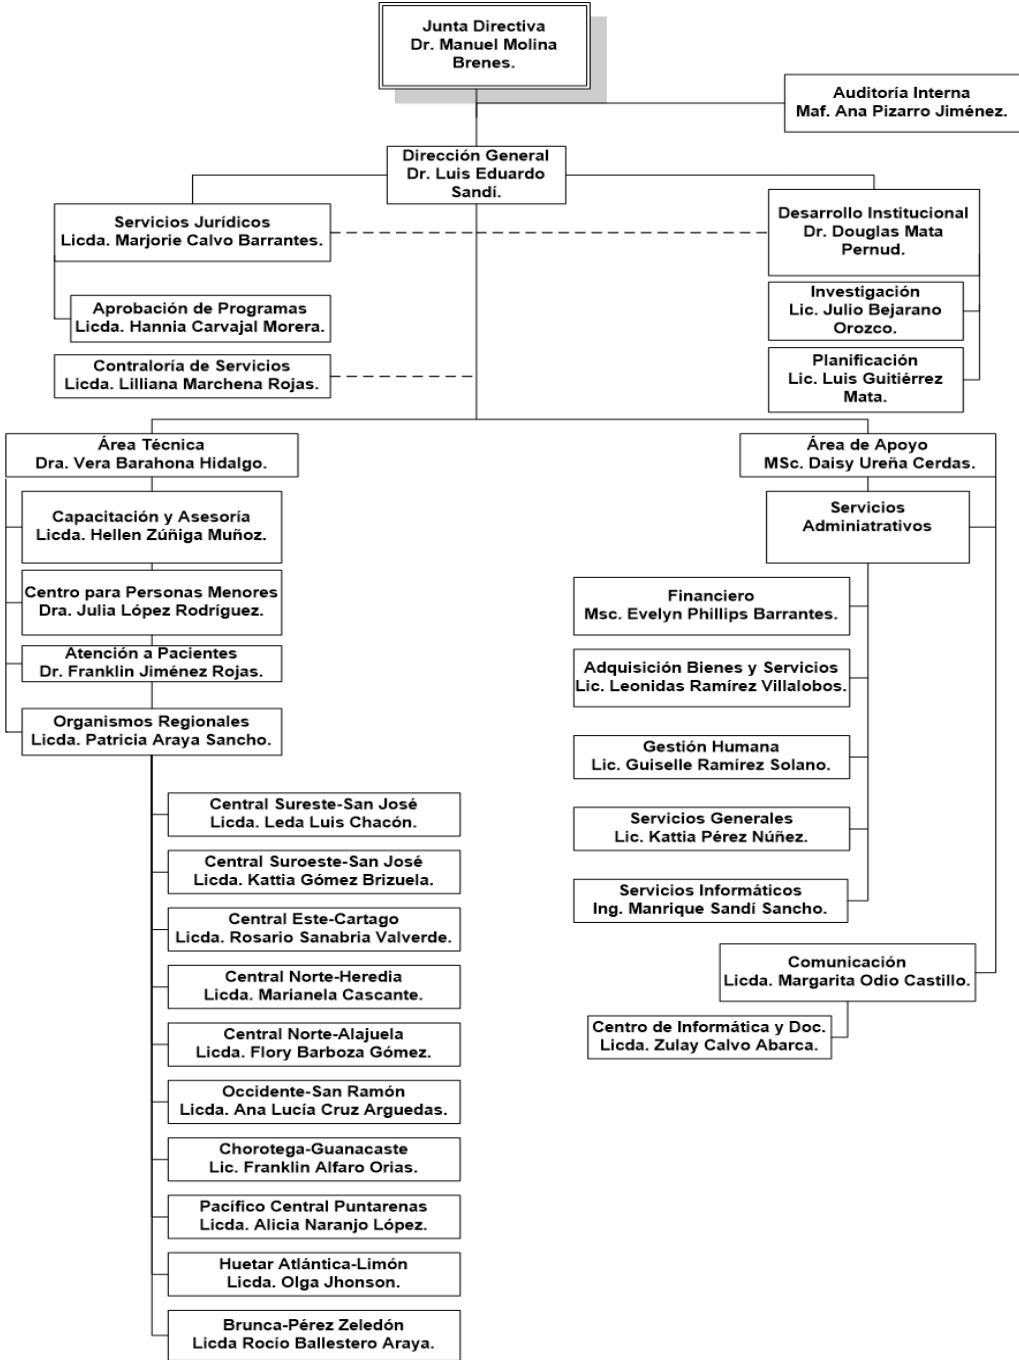 Junta Directiva
Dr. Manuel Molina
Brenes.
Auditoría Interna
Maf. Ana Pizarro Jiménez.
Dirección General
Dr. Luis Eduardo
Sandí.
Servicios Jurídicos
Licda. Marjorie Calvo Barrantes.
Desarrollo Institucional
Dr. Douglas Mata
Pernud.
Aprobación de Programas
Licda. Hannia Carvajal Morera.
Investigación
Lic. Julio Bejarano
Orozco.
Contraloría de Servicios
Licda. Lilliana Marchena Rojas.
Planificación
Lic. Luis Guitiérrez
Mata.
Área Técnica
Dra. Vera Barahona Hidalgo.
Capacitación y Asesoría
Licda. Hellen Zúñiga Muñoz.
Centro para Personas Menores
Dra. Julia López Rodríguez.
Atención a Pacientes
Dr. Franklin Jiménez Rojas.
Organismos Regionales
Licda. Patricia Araya Sancho.
Central Sureste-San José
Licda. Leda Luis Chacón.
Central Suroeste-San José
Licda. Kattia Gómez Brizuela.
Central Este-Cartago
Licda. Rosario Sanabria Valverde.
Central Norte-Heredia
Licda. Marianela Cascante.
Central Norte-Alajuela
Licda. Flory Barboza Gómez.
Occidente-San Ramón
Licda. Ana Lucía Cruz Arguedas.
Chorotega-Guanacaste
Lic. Franklin Alfaro Orias.
Pacífico Central Puntarenas
Licda. Alicia Naranjo López.
Huetar Atlántica-Limón
Licda. Olga Jhonson.
Brunca-Pérez Zeledón
Licda Rocío Ballestero Araya.
Área de Apoyo
MSc. Daisy Ureña Cerdas.
Servicios
Adminiatrativos
Financiero
Msc. Evelyn Phillips Barrantes.
Adquisición Bienes y Servicios
Lic. Leonidas Ramírez Villalobos.
Gestión Humana
Lic. Guiselle Ramírez Solano.
Servicios Generales
Lic. Kattia Pérez Núñez.
Servicios Informáticos
Ing. Manrique Sandí Sancho.
Comunicación
Licda. Margarita Odio Castillo.
Centro de Informática y Doc.
Licda. Zulay Calvo Abarca.